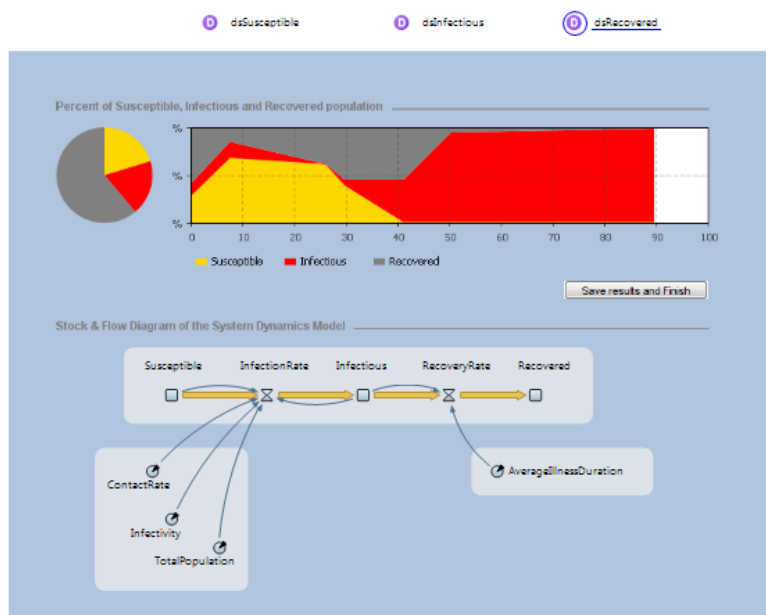 D dsSusceptible D dsInfectious D dsRecovered
Percent of Susceptible, Infectious and Recovered population
%
%
%
0 10 20 30 40 50 60 70 80 90 100
Susceptible Infectious Recovered
Save results and Finish
Stock & Flow Diagram of the System Dynamics Model
Susceptible InfectionRate Infectious RecoveryRate Recovered
ContactRate
AverageIllnessDuration
Infectivity
TotalPopulation